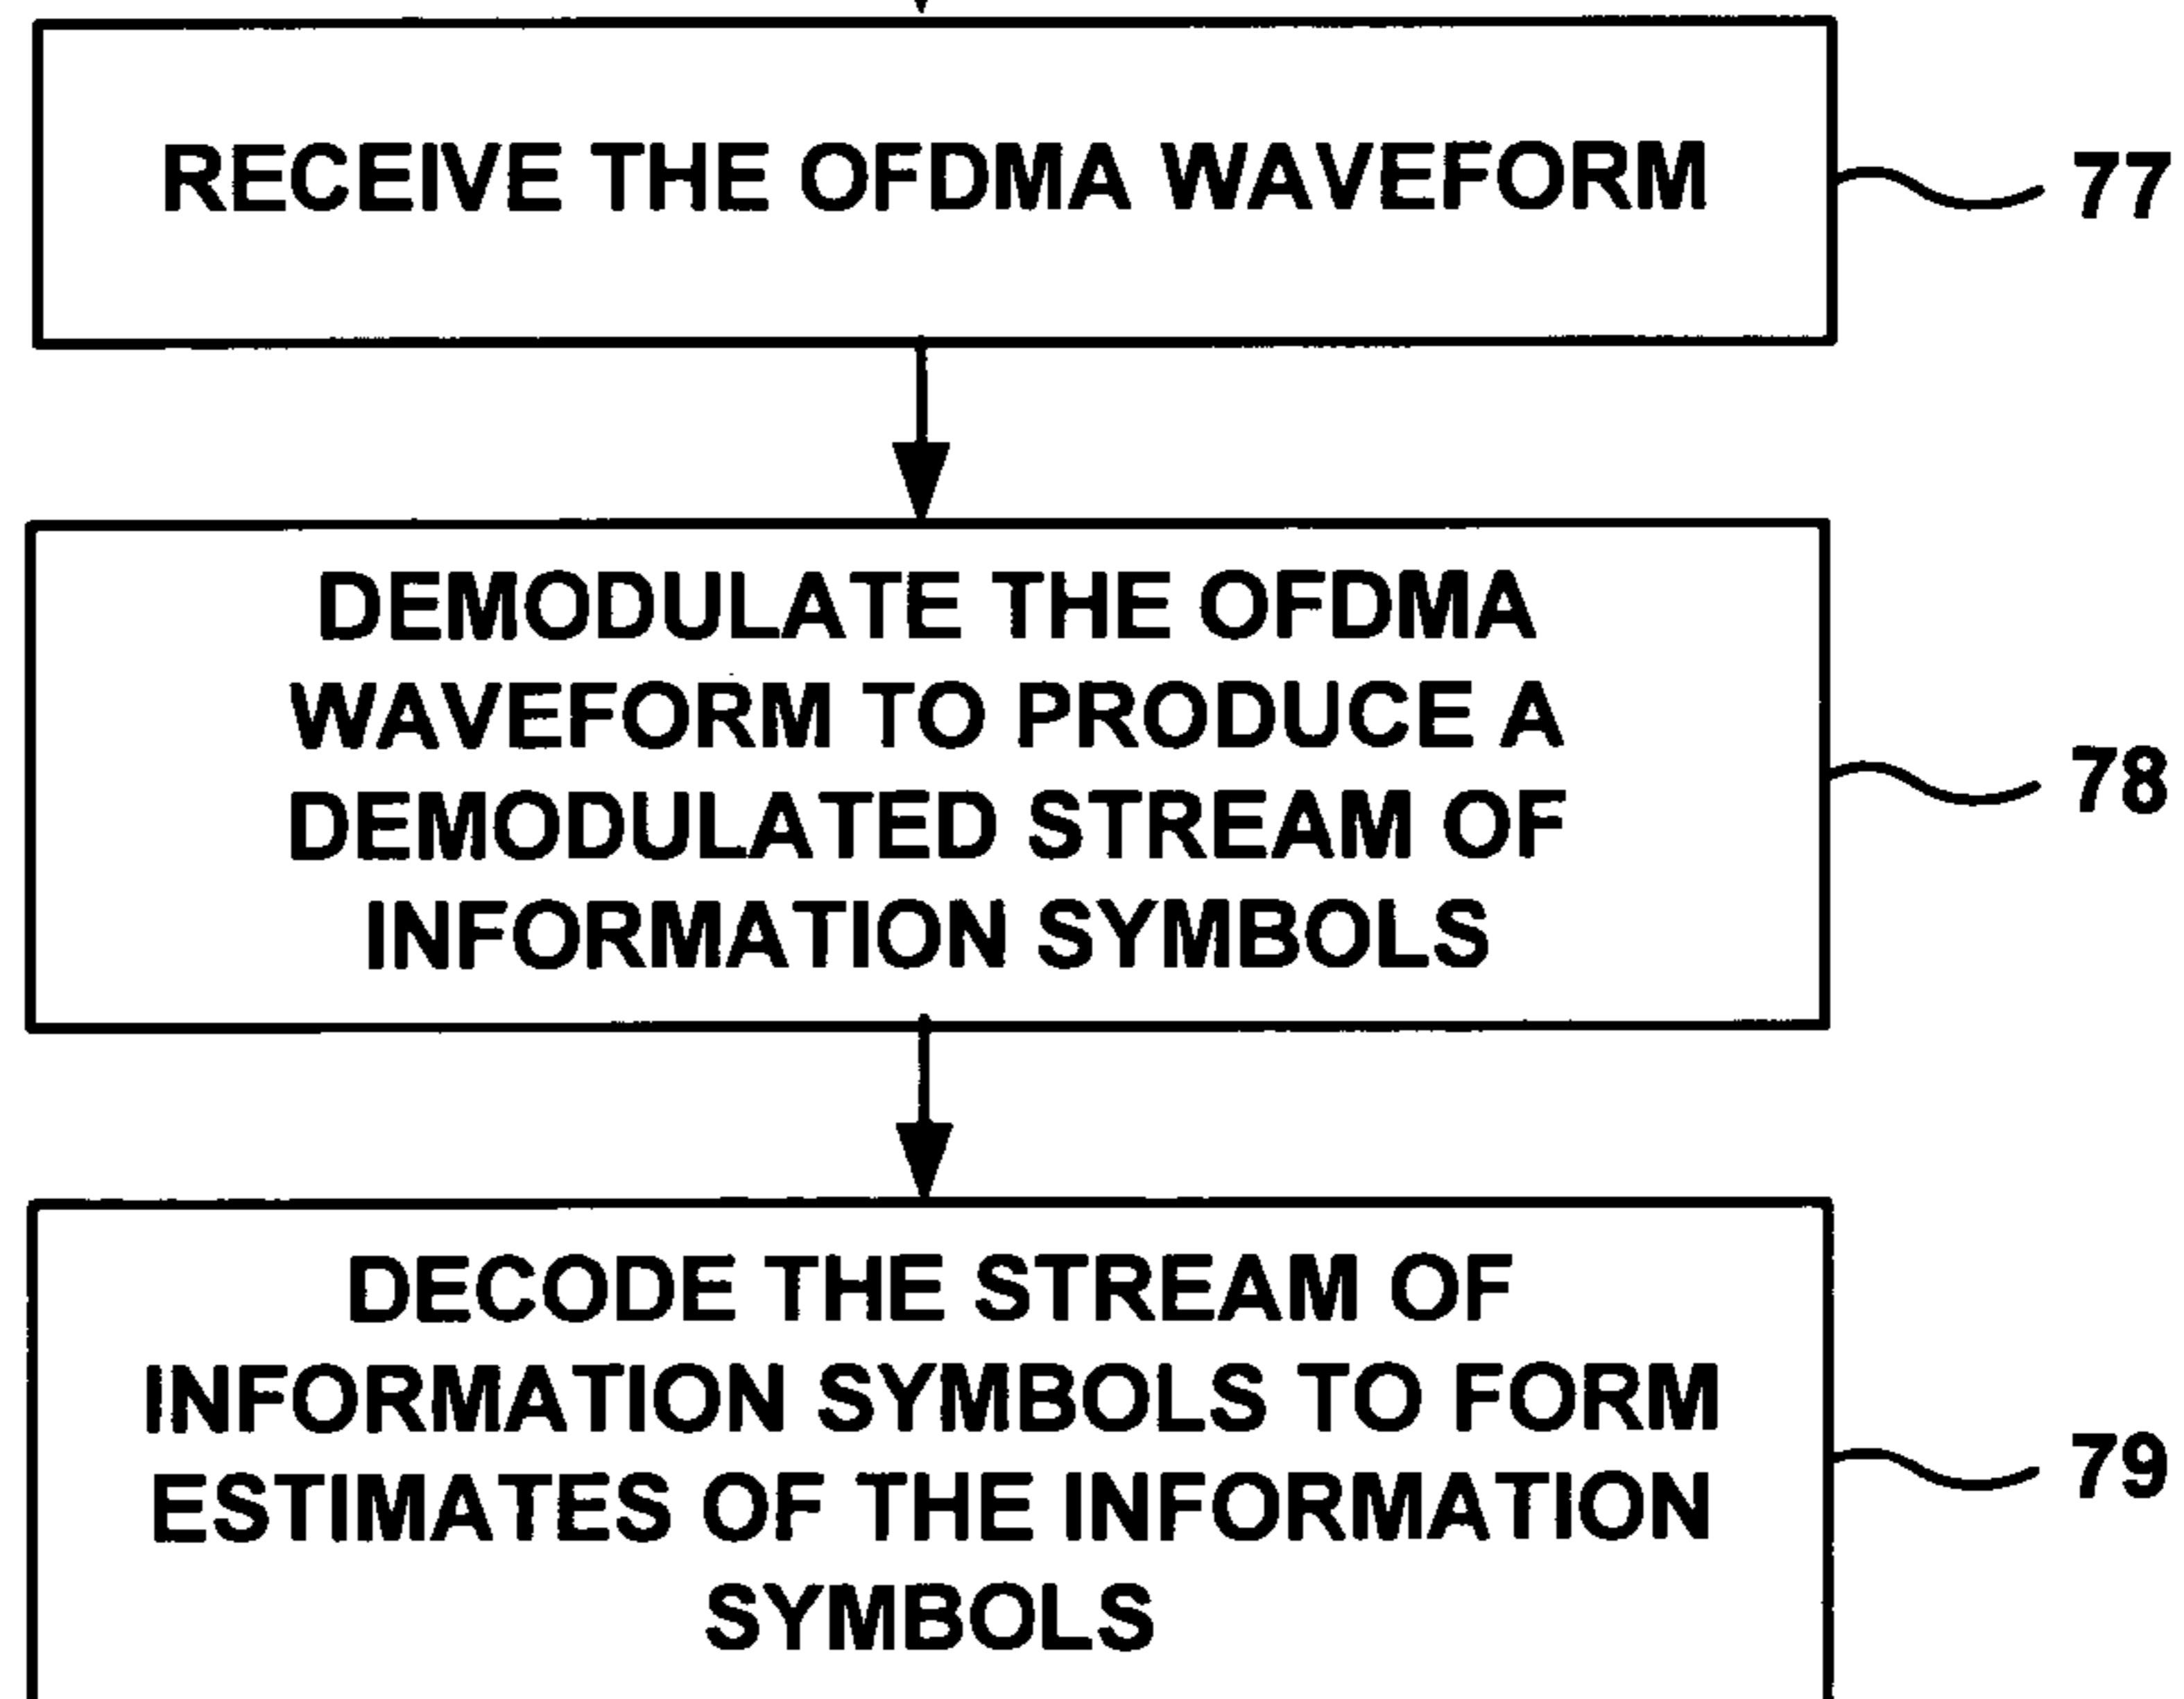 RECEIVE THE OFDMA WAVEFORM
77
DEMODULATE THE OFDMA
WAVEFORM TO PRODUCE A
DEMODULATED STREAM OF
INFORMATION SYMBOLS
78
DECODE THE STREAM OF
INFORMATION SYMBOLS TO FORM
ESTIMATES OF THE INFORMATION
SYMBOLS
79